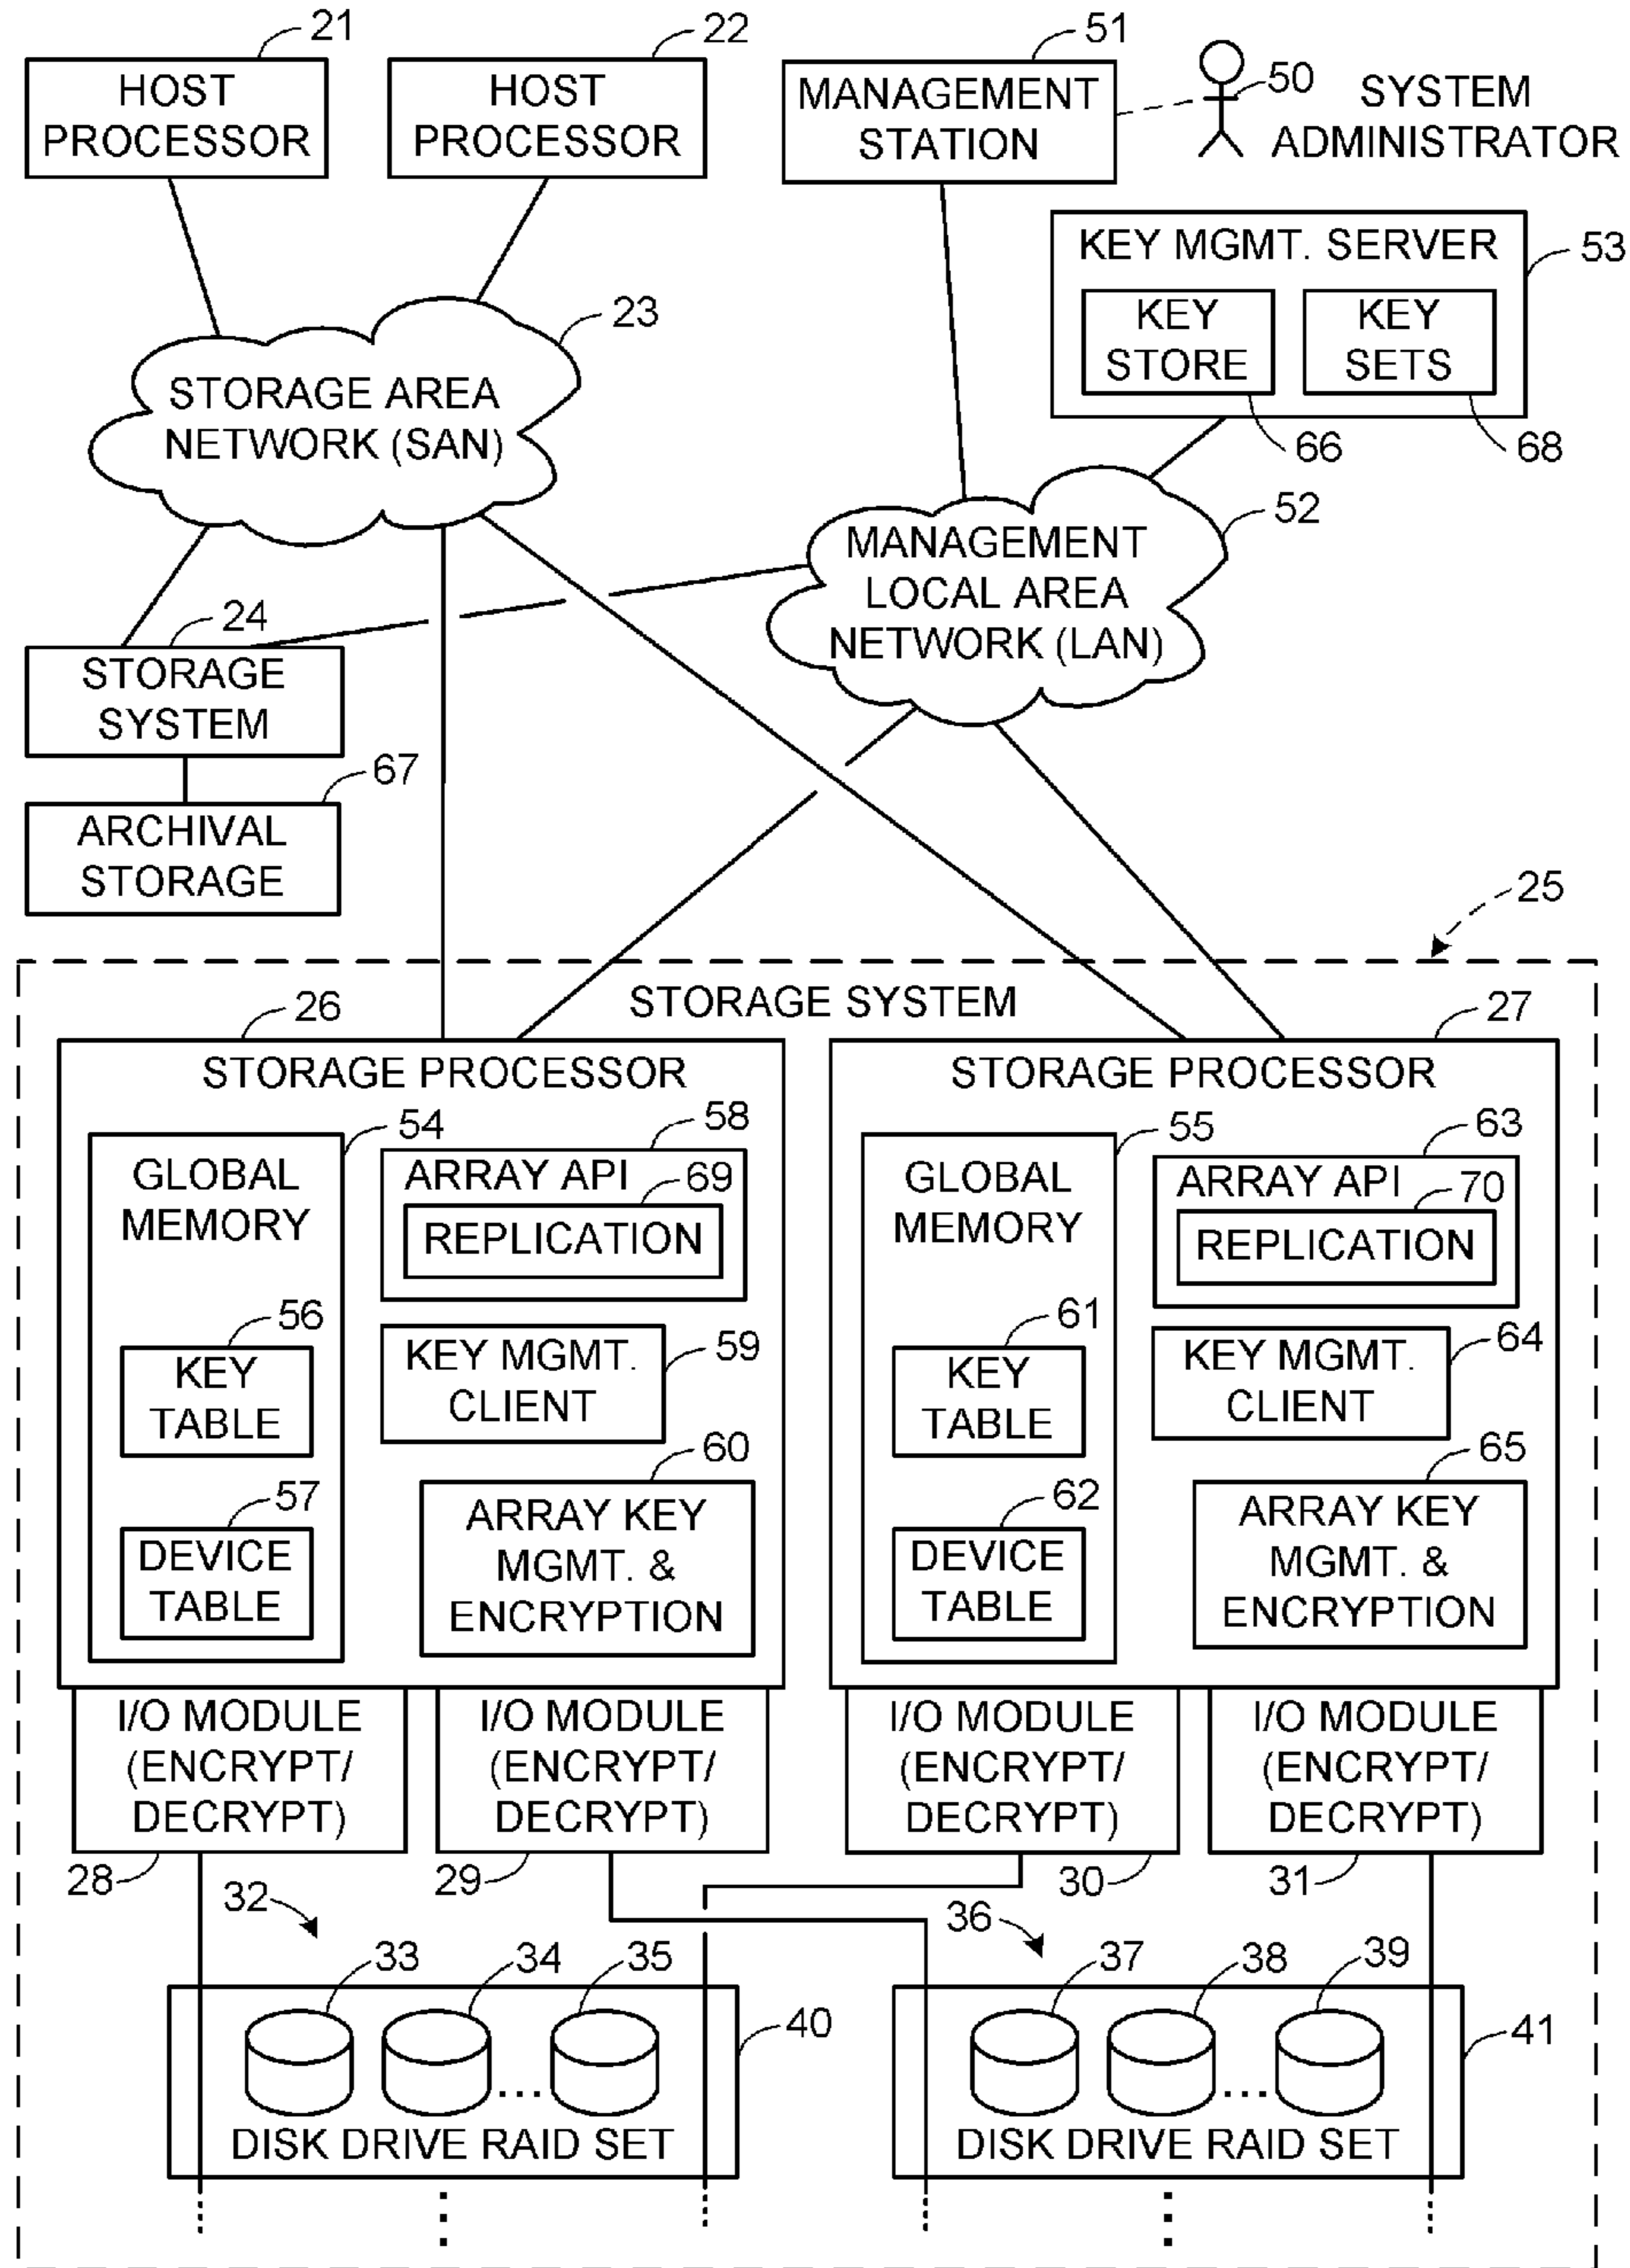 21
22
51
HOST
PROCESSOR
HOST
PROCESSOR
MANAGEMENT
STATION
50
SYSTEM
ADMINISTRATOR
KEY MGMT. SERVER
53
KEY
STORE
KEY
SETS
66
68
23
STORAGE AREA
NETWORK (SAN)
52
MANAGEMENT
LOCAL AREA
NETWORK (LAN)
24
STORAGE
SYSTEM
67
ARCHIVAL
STORAGE
25
STORAGE SYSTEM
26
27
STORAGE PROCESSOR
54
GLOBAL
MEMORY
58
ARRAY API
69
REPLICATION
56
KEY
TABLE
KEY MGMT.
CLIENT
59
57
DEVICE
TABLE
60
ARRAY KEY
MGMT. &
ENCRYPTION
STORAGE PROCESSOR
55
GLOBAL
MEMORY
63
ARRAY API
70
REPLICATION
61
KEY
TABLE
KEY MGMT.
CLIENT
64
62
DEVICE
TABLE
65
ARRAY KEY
MGMT. &
ENCRYPTION
I/O MODULE
(ENCRYPT/
DECRYPT)
I/O MODULE
(ENCRYPT/
DECRYPT)
I/O MODULE
(ENCRYPT/
DECRYPT)
I/O MODULE
(ENCRYPT/
DECRYPT)
28
29
30
31
32
36
33
34
35
40
...
DISK DRIVE RAID SET
37
38
39
41
...
DISK DRIVE RAID SET